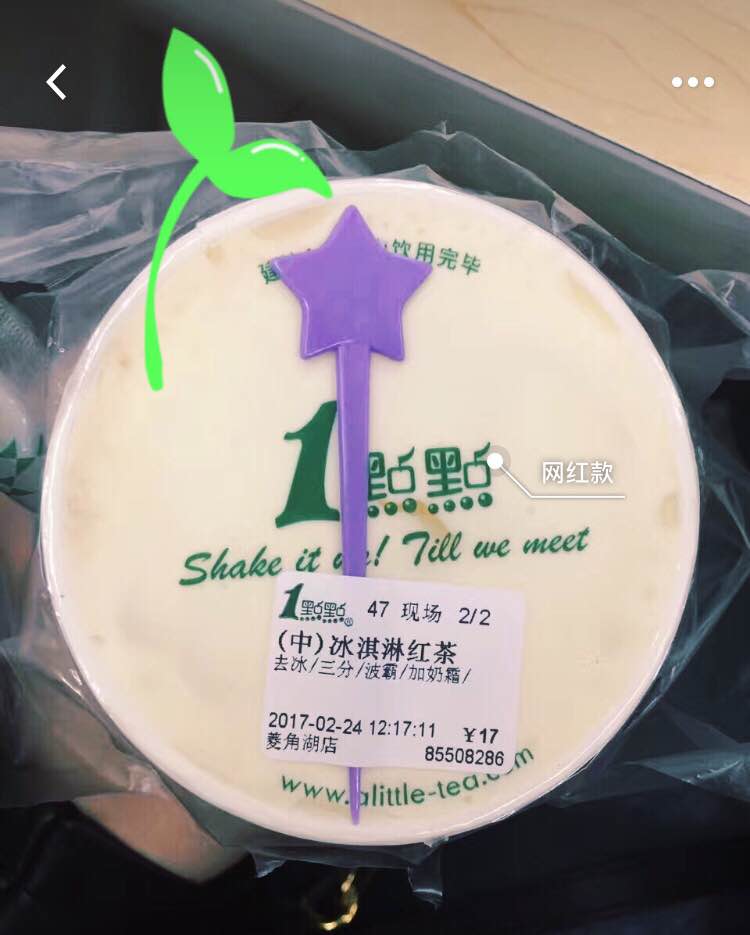 建
饮用完毕
1點點
网红款
Shake it
! Till we meet
1點點® 47 现场 2/2
(中)冰淇淋红茶
去冰/三分/波霸/加奶霜/
2017-02-24 12:17:11 ¥17
菱角湖店 85508286
www.alittle-tea.com